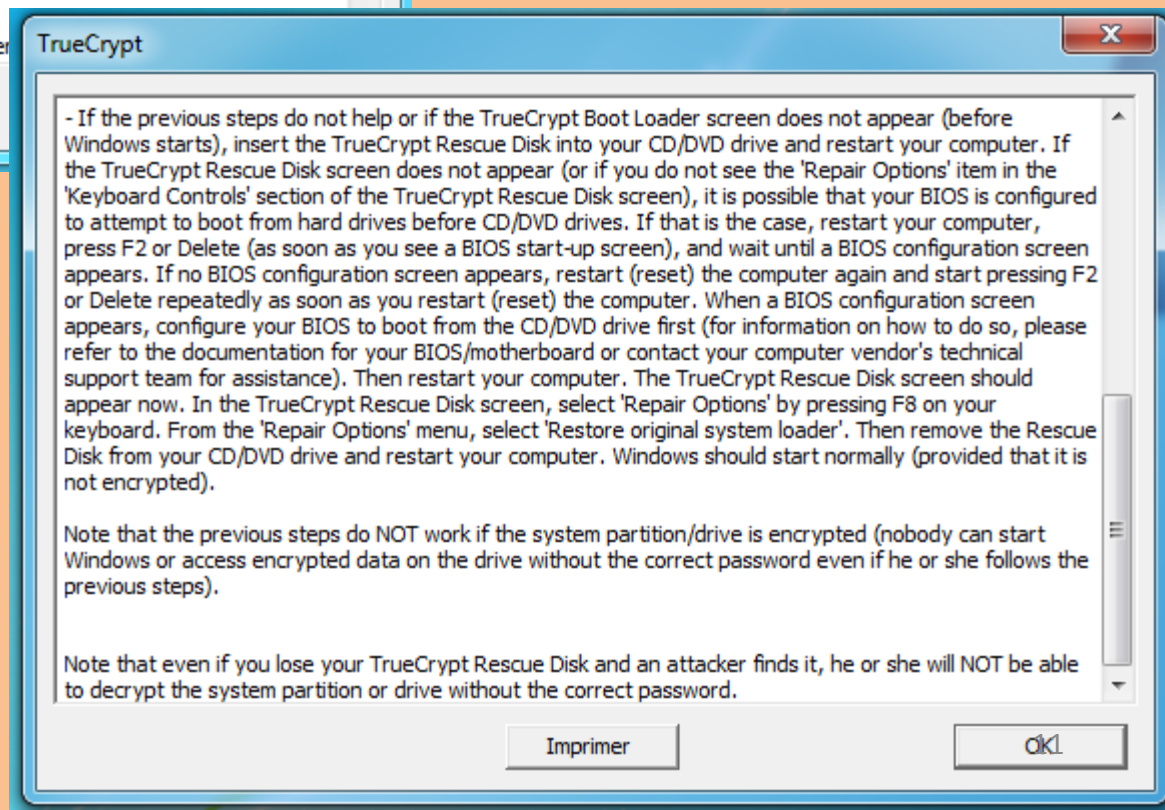 er
TrueCrypt
- If the previous steps do not help or if the TrueCrypt Boot Loader screen does not appear (before
Windows starts), insert the TrueCrypt Rescue Disk into your CD/DVD drive and restart your computer. If
the TrueCrypt Rescue Disk screen does not appear (or if you do not see the 'Repair Options' item in the
'Keyboard Controls' section of the TrueCrypt Rescue Disk screen), it is possible that your BIOS is configured
to attempt to boot from hard drives before CD/DVD drives. If that is the case, restart your computer,
press F2 or Delete (as soon as you see a BIOS start-up screen), and wait until a BIOS configuration screen
appears. If no BIOS configuration screen appears, restart (reset) the computer again and start pressing F2
or Delete repeatedly as soon as you restart (reset) the computer. When a BIOS configuration screen
appears, configure your BIOS to boot from the CD/DVD drive first (for information on how to do so, please
refer to the documentation for your BIOS/motherboard or contact your computer vendor's technical
support team for assistance). Then restart your computer. The TrueCrypt Rescue Disk screen should
appear now. In the TrueCrypt Rescue Disk screen, select 'Repair Options' by pressing F8 on your
keyboard. From the 'Repair Options' menu, select 'Restore original system loader'. Then remove the Rescue
Disk from your CD/DVD drive and restart your computer. Windows should start normally (provided that it is
not encrypted).
Note that the previous steps do NOT work if the system partition/drive is encrypted (nobody can start
Windows or access encrypted data on the drive without the correct password even if he or she follows the
previous steps).
Note that even if you lose your TrueCrypt Rescue Disk and an attacker finds it, he or she will NOT be able
to decrypt the system partition or drive without the correct password.
Imprimer
OK